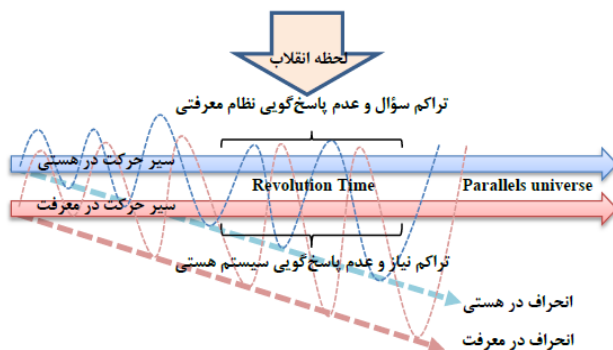 لحظه انقلاب
تراکم سؤال و عدم پاسخ‌گویی نظام معرفتی
سیر حرکت در هستی
Revolution Time
Parallels universe
سیر حرکت در معرفت
تراکم نیاز و عدم پاسخ‌گویی سیستم هستی
انحراف در هستی
انحراف در معرفت